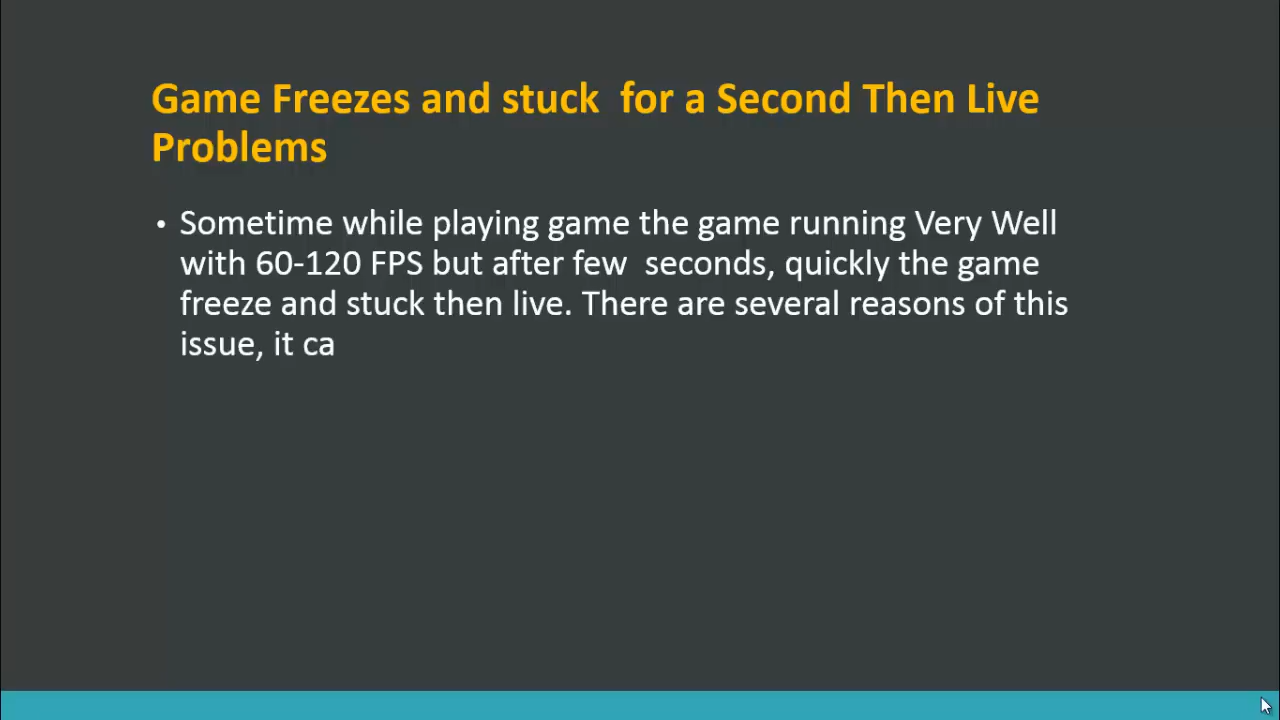 Game Freezes and stuck  for a Second Then Live
Problems
• Sometime while playing game the game running Very Well
with 60-120 FPS but after few  seconds, quickly the game
freeze and stuck then live. There are several reasons of this
issue, it ca